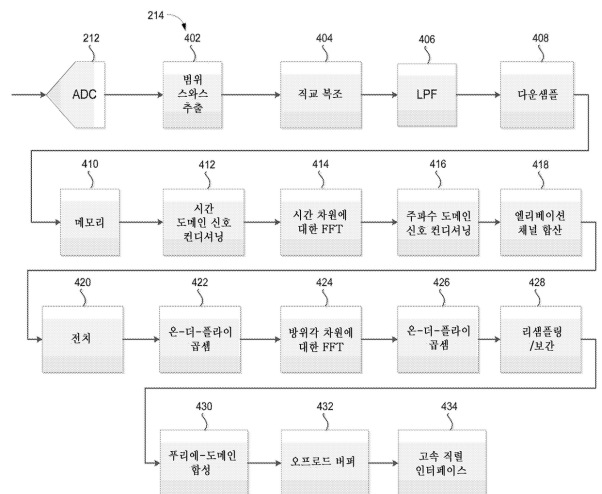 214
212
402
404
406
408
ADC
범위
스와스
추출
직교 복조
LPF
다운샘플
410
412
414
416
418
메모리
시간
도메인 신호
컨디셔닝
시간 차원에
대한 FFT
주파수 도메인
신호 컨디셔닝
엘리베이션
채널 합산
420
422
424
426
428
전치
온-더-플라이
곱셈
방위각 차원에
대한 FFT
온-더-플라이
곱셈
리샘플링
/보간
430
432
434
푸리에-도메인
합성
오프로드 버퍼
고속 직렬
인터페이스